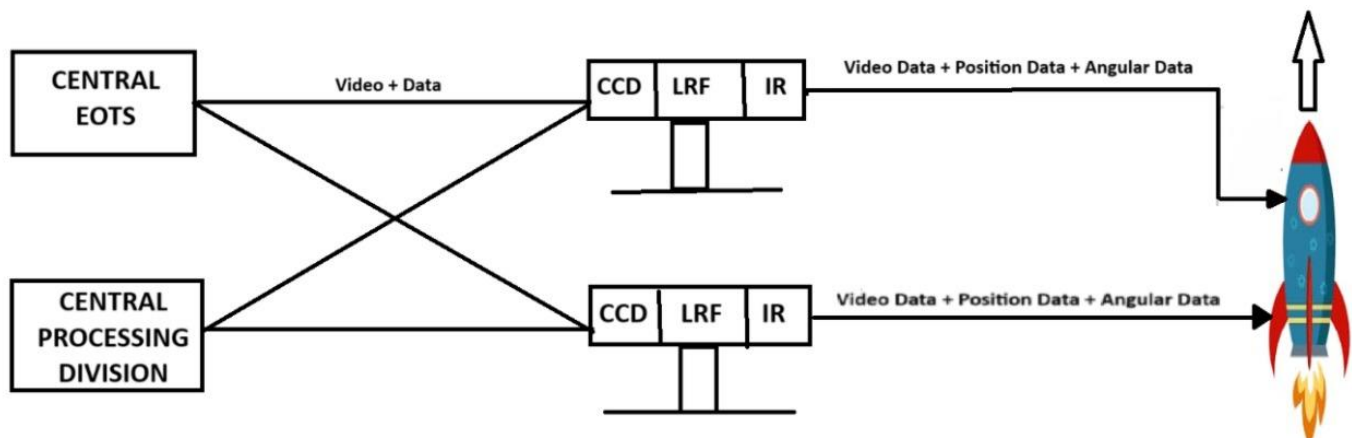 CENTRAL
EOTS
Video + Data
CCD LRF IR
Video Data + Position Data + Angular Data
CENTRAL
PROCESSING
DIVISION
CCD LRF IR
Video Data + Position Data + Angular Data